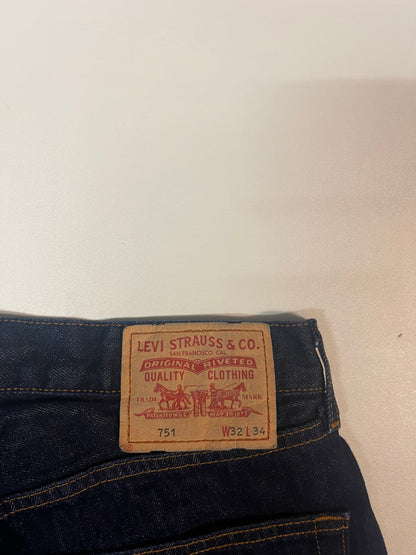 LEVI STRAUSS & CO.
SAN FRANCISCO, CAL.
ORIGINAL RIVETED
QUALITY CLOTHING
TRADE MARK
751 W32 L34